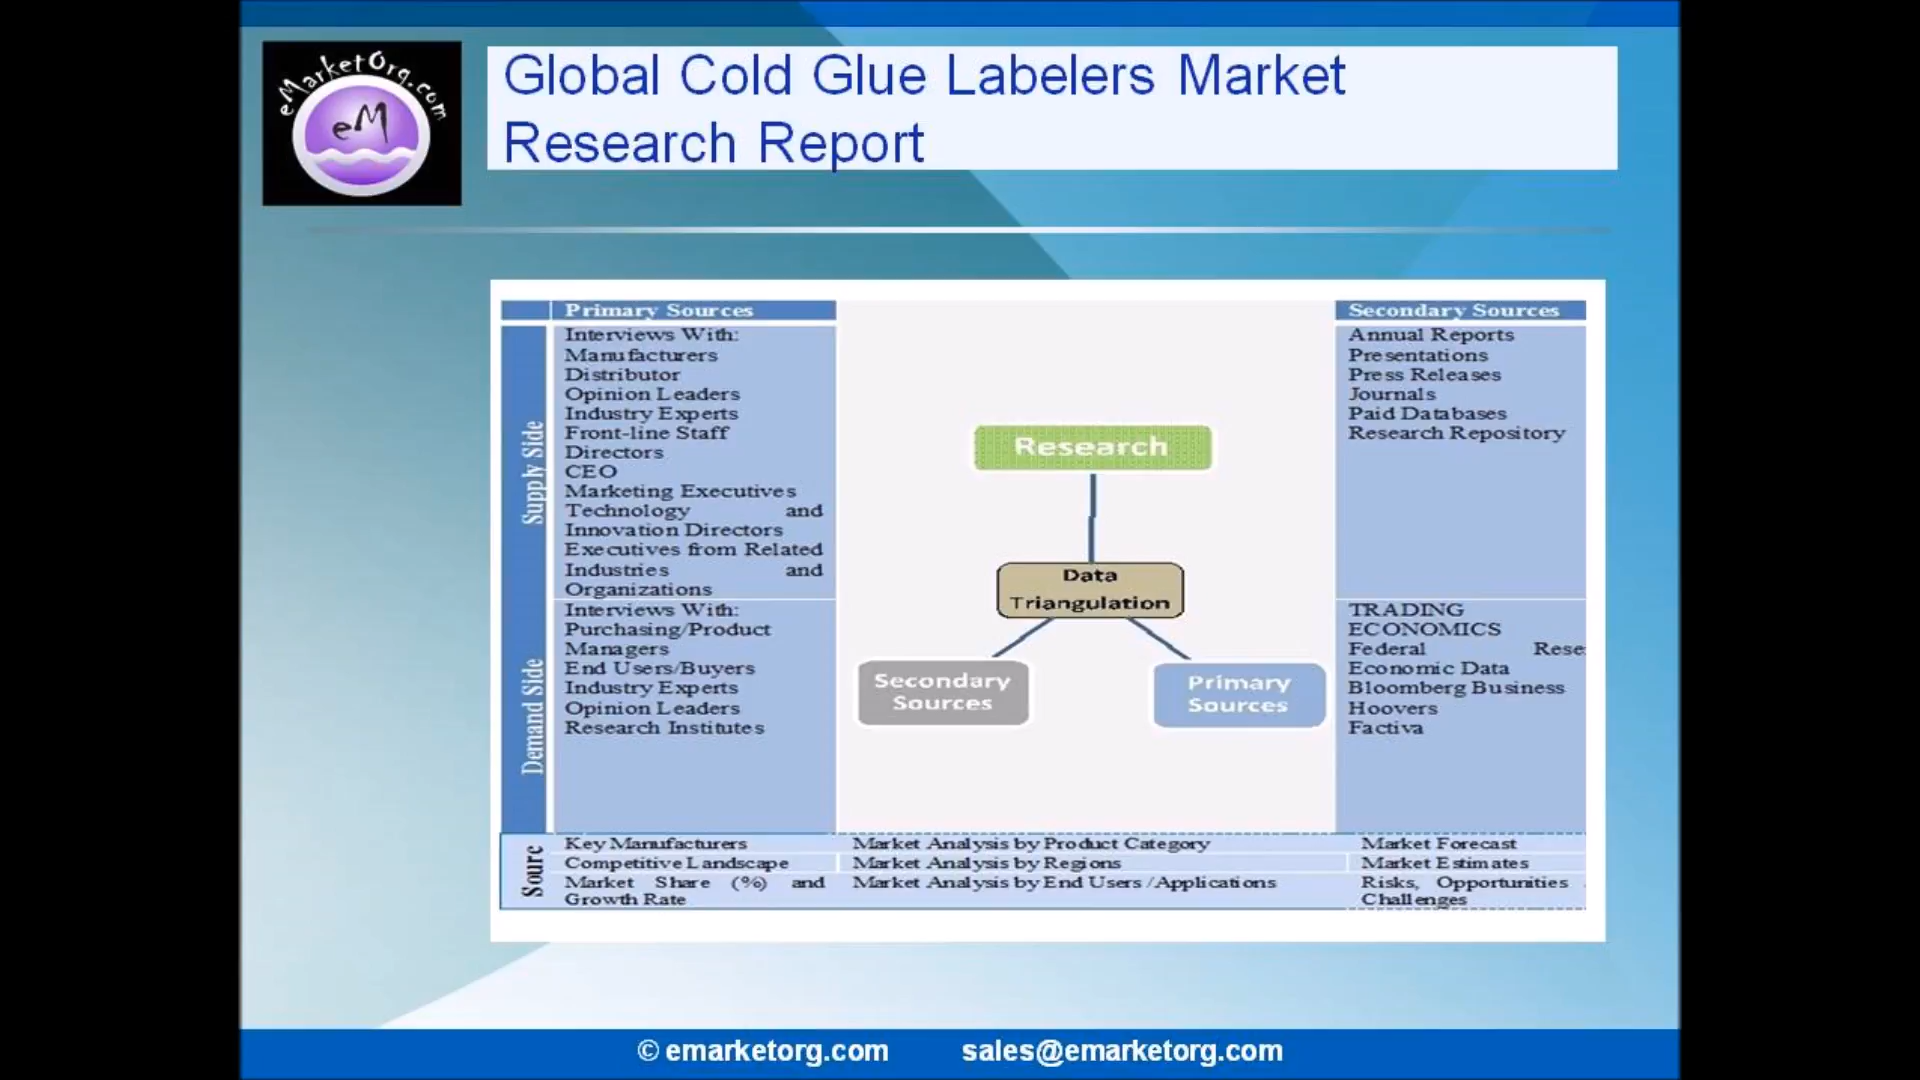 eMarketOrg.com
eM
Global Cold Glue Labelers Market
Research Report
Primary Sources
Supply Side
Interviews With:
Manufacturers
Distributor
Opinion Leaders
Industry Experts
Front-line Staff
Directors
CEO
Marketing Executives
Technology and
Innovation Directors
Executives from Related
Industries and
Organizations
Demand Side
Interviews With:
Purchasing/Product
Managers
End Users/Buyers
Industry Experts
Opinion Leaders
Research Institutes
Research
Data
Triangulation
Secondary
Sources
Primary
Sources
Secondary Sources
Annual Reports
Presentations
Press Releases
Journals
Paid Databases
Research Repository
TRADING
ECONOMICS
Federal Rese
Economic Data
Bloomberg Business
Hoovers
Factiva
Sourc
Key Manufacturers
Competitive Landscape
Market Share (%) and
Growth Rate
Market Analysis by Product Category
Market Analysis by Regions
Market Analysis by End Users /Applications
Market Forecast
Market Estimates
Risks, Opportunities
Challenges
© emarketorg.com sales@emarketorg.com